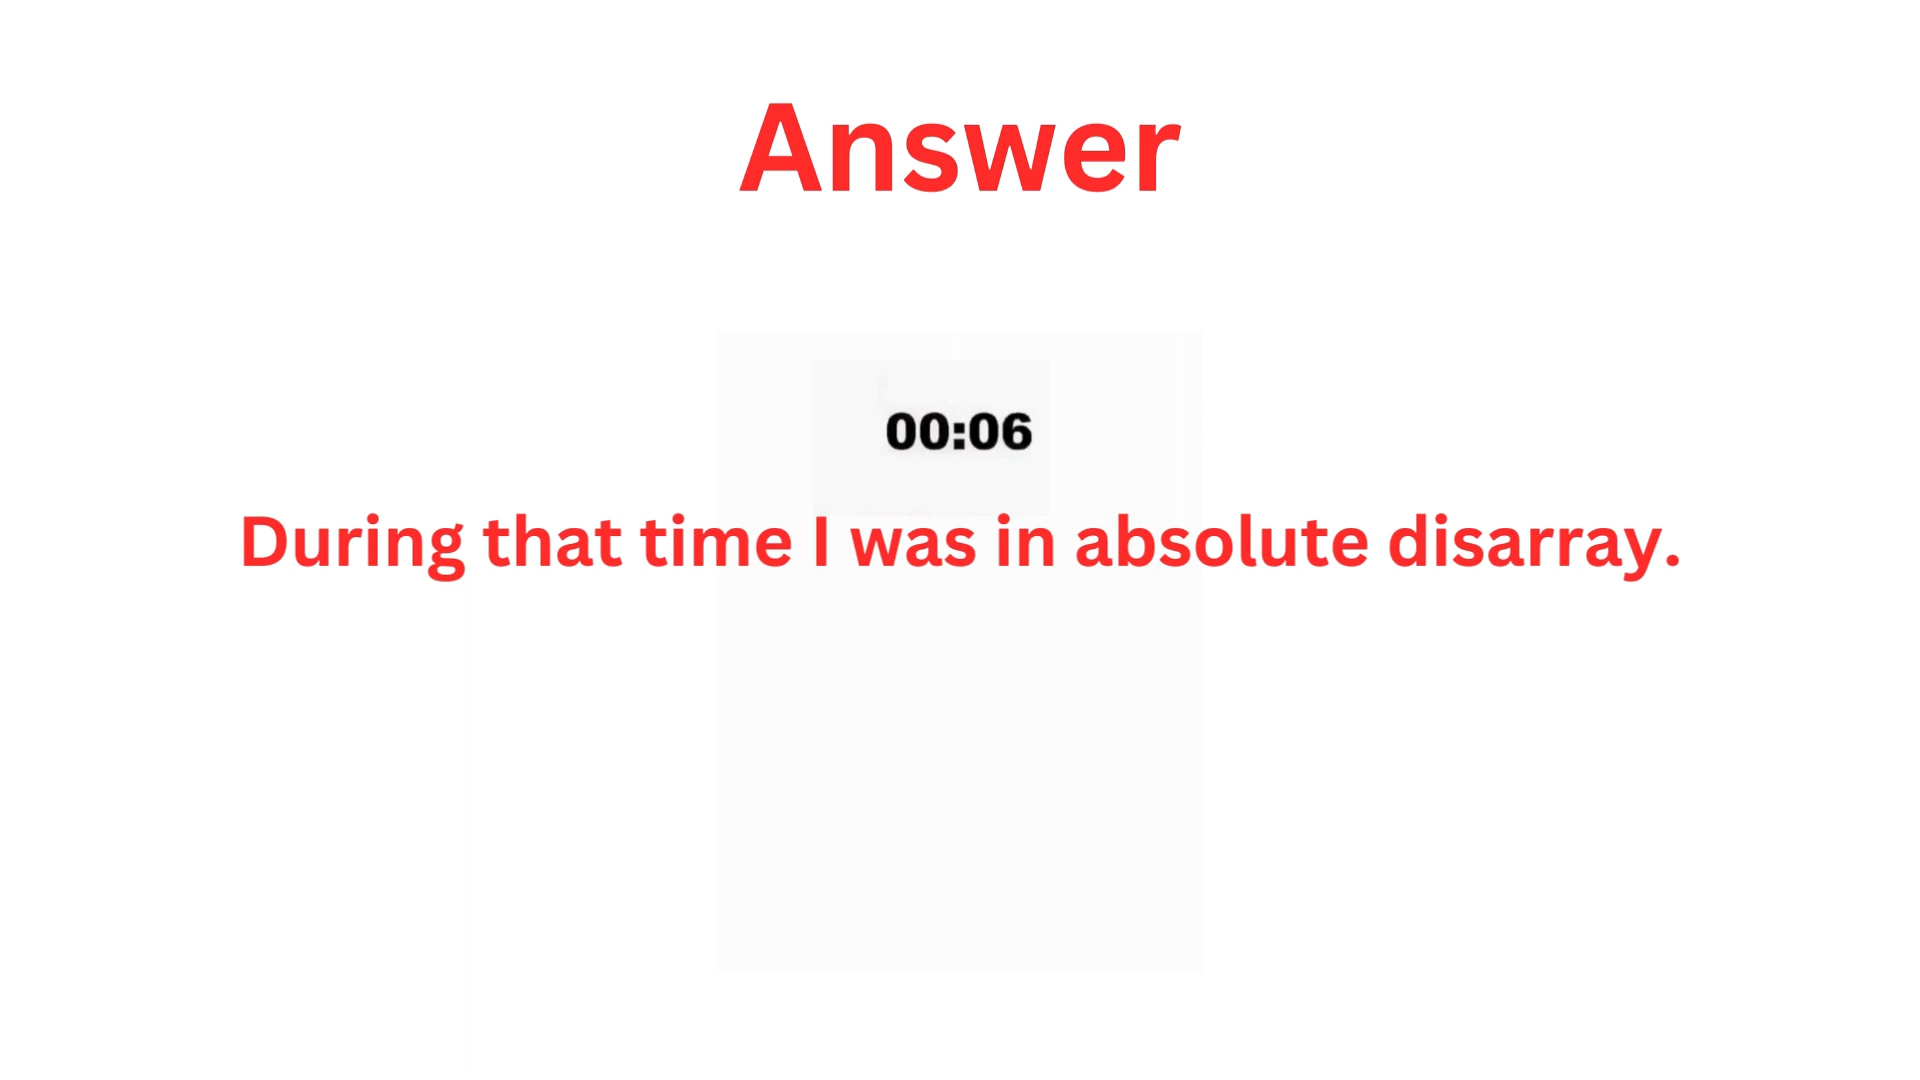 Answer
00:06
During that time I was in absolute disarray.